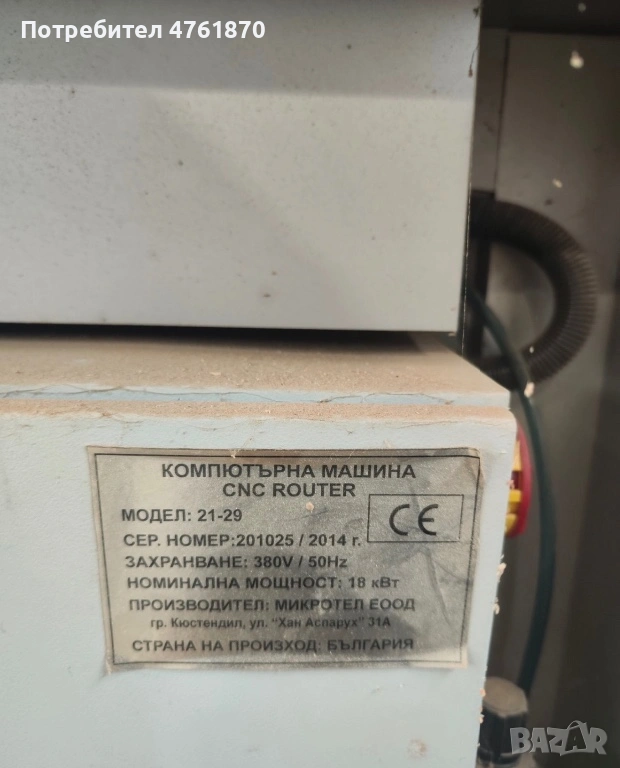 Потребител 4761870
КОМПЮТЪРНА МАШИНА
CNC ROUTER
МОДЕЛ: 21-29
CE
СЕР. НОМЕР:201025 / 2014 г.
ЗАХРАНВАНЕ: 380V / 50Hz
НОМИНАЛНА МОЩНОСТ: 18 кВт
ПРОИЗВОДИТЕЛ: МИКРОТЕЛ ЕООД
гр. Кюстендил, ул. "Хан Аспарух" 31А
СТРАНА НА ПРОИЗХОД: БЪЛГАРИЯ
BAZAR